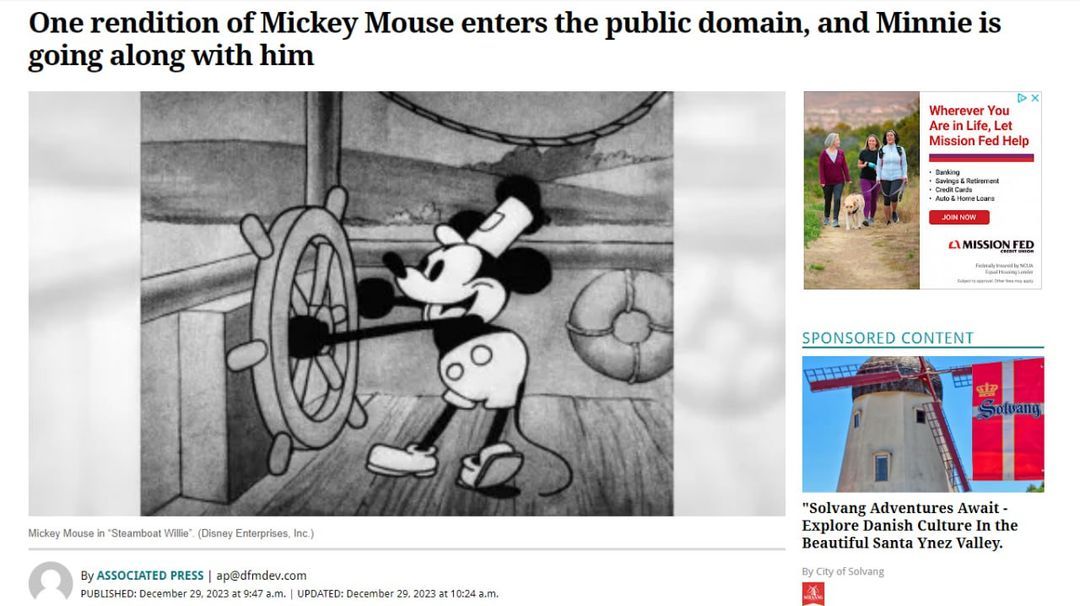 One rendition of Mickey Mouse enters the public domain, and Minnie is
going along with him
Mickey Mouse in “Steamboat Willie”. (Disney Enterprises, Inc.)
By ASSOCIATED PRESS | ap@dfmdev.com
PUBLISHED: December 29, 2023 at 9:47 a.m. | UPDATED: December 29, 2023 at 10:24 a.m.
Wherever You
Are in Life, Let
Mission Fed Help
• Banking
• Savings & Retirement
• Credit Cards
• Auto & Home Loans
JOIN NOW
MISSION FED
CREDIT UNION
Federally Insured by NCUA
Equal Housing Lender
Subject to approval. Other fees may apply.
SPONSORED CONTENT
Solvang
"Solvang Adventures Await -
Explore Danish Culture In the
Beautiful Santa Ynez Valley.
By City of Solvang
SOLVANG